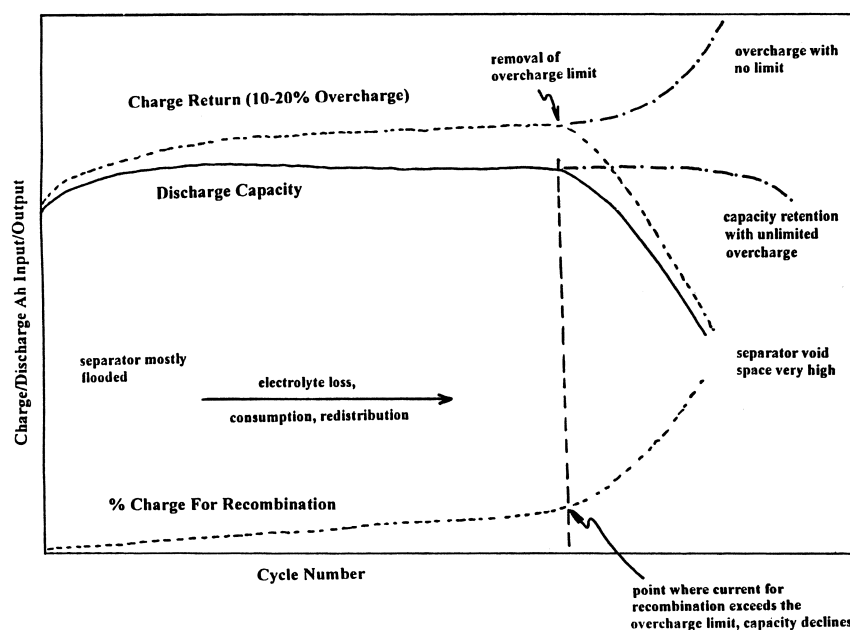 removal of
overcharge limit
overcharge with
no limit
Charge Return (10-20% Overcharge)
Discharge Capacity
capacity retention
with unlimited
overcharge
Charge/Discharge Ah Input/Output
separator mostly
flooded
electrolyte loss,
consumption, redistribution
separator void
space very high
% Charge For Recombination
Cycle Number
point where current for
recombination exceeds the
overcharge limit, capacity declines